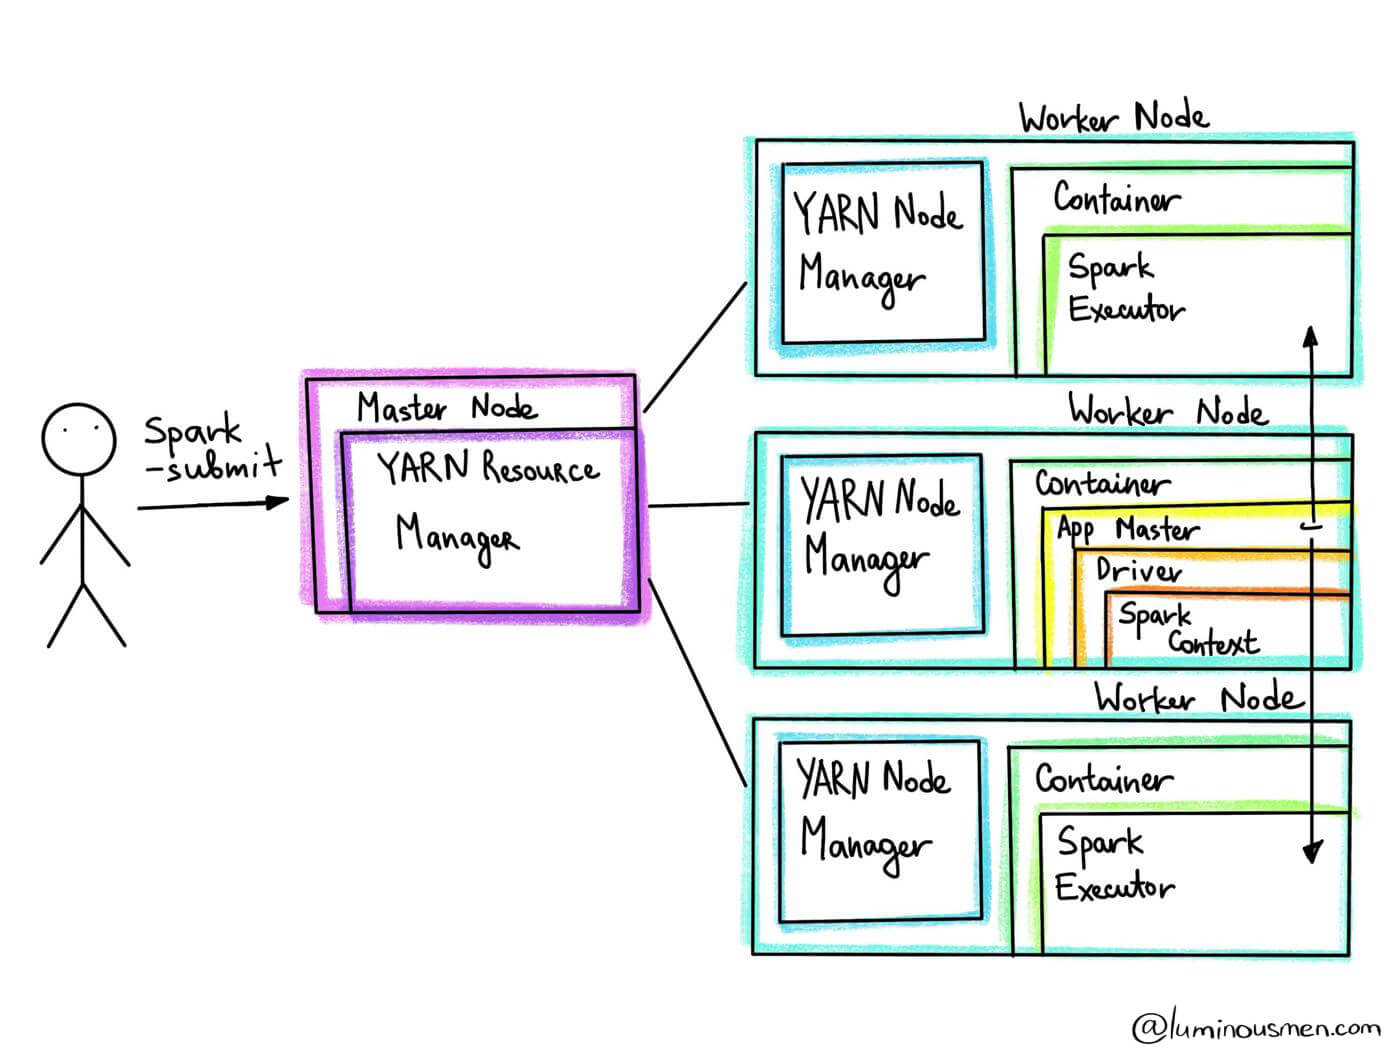 Spark
-submit
Master Node
YARN Resource
Manager
Worker Node
YARN Node
Manager
Container
Spark
Executor
Worker Node
YARN Node
Manager
Container
App Master
Driver
Spark
Context
Worker Node
YARN Node
Manager
Container
Spark
Executor
@luminousmen.com